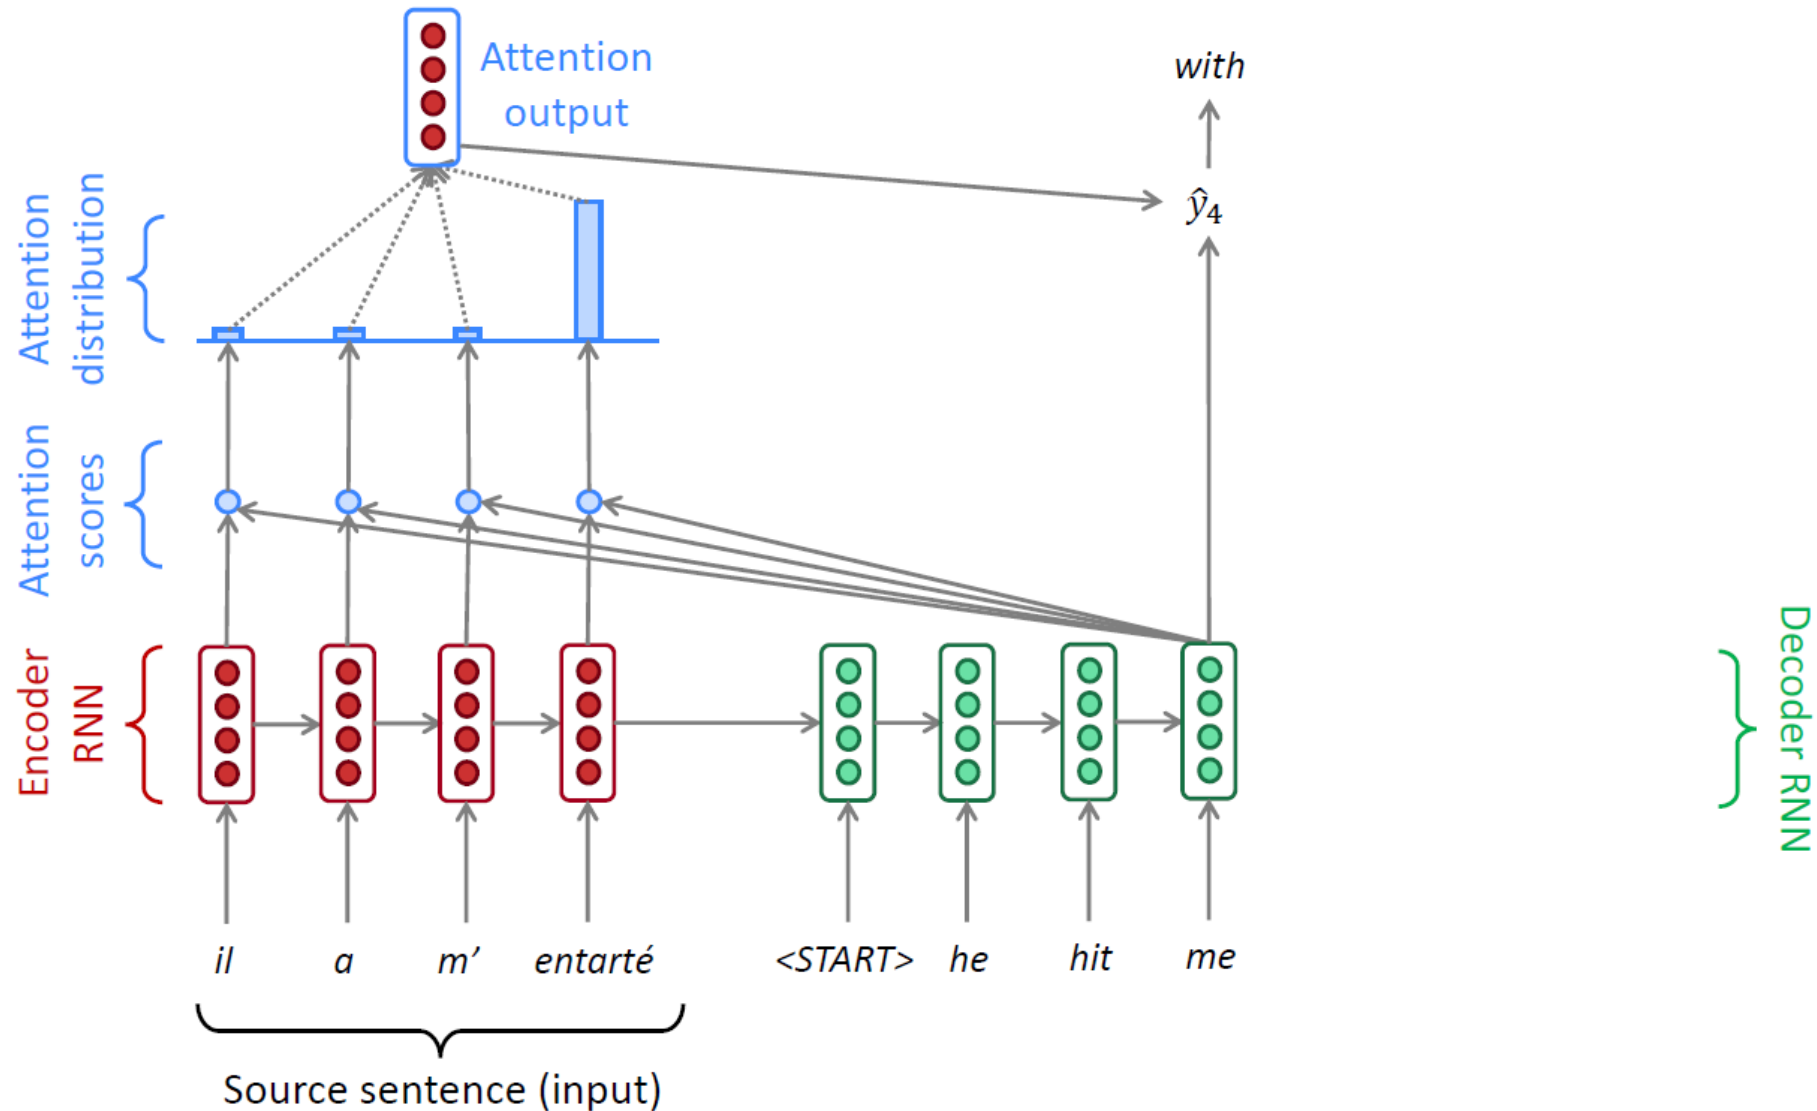 Attention
output
with
Attention
distribution
ŷ₄
Attention
scores
Encoder
RNN
Decoder RNN
il a m’ entarté <START> he hit me
Source sentence (input)